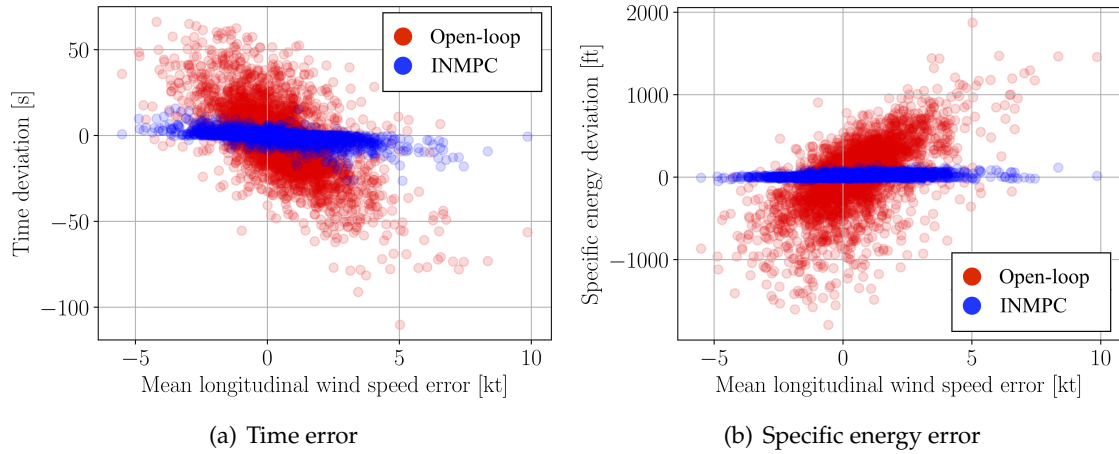 50
0
−50
−100
Time deviation [s]
Open-loop
INMPC
−5
0
5
10
Mean longitudinal wind speed error [kt]
(a) Time error
2000
1000
0
−1000
Specific energy deviation [ft]
Open-loop
INMPC
−5
0
5
10
Mean longitudinal wind speed error [kt]
(b) Specific energy error